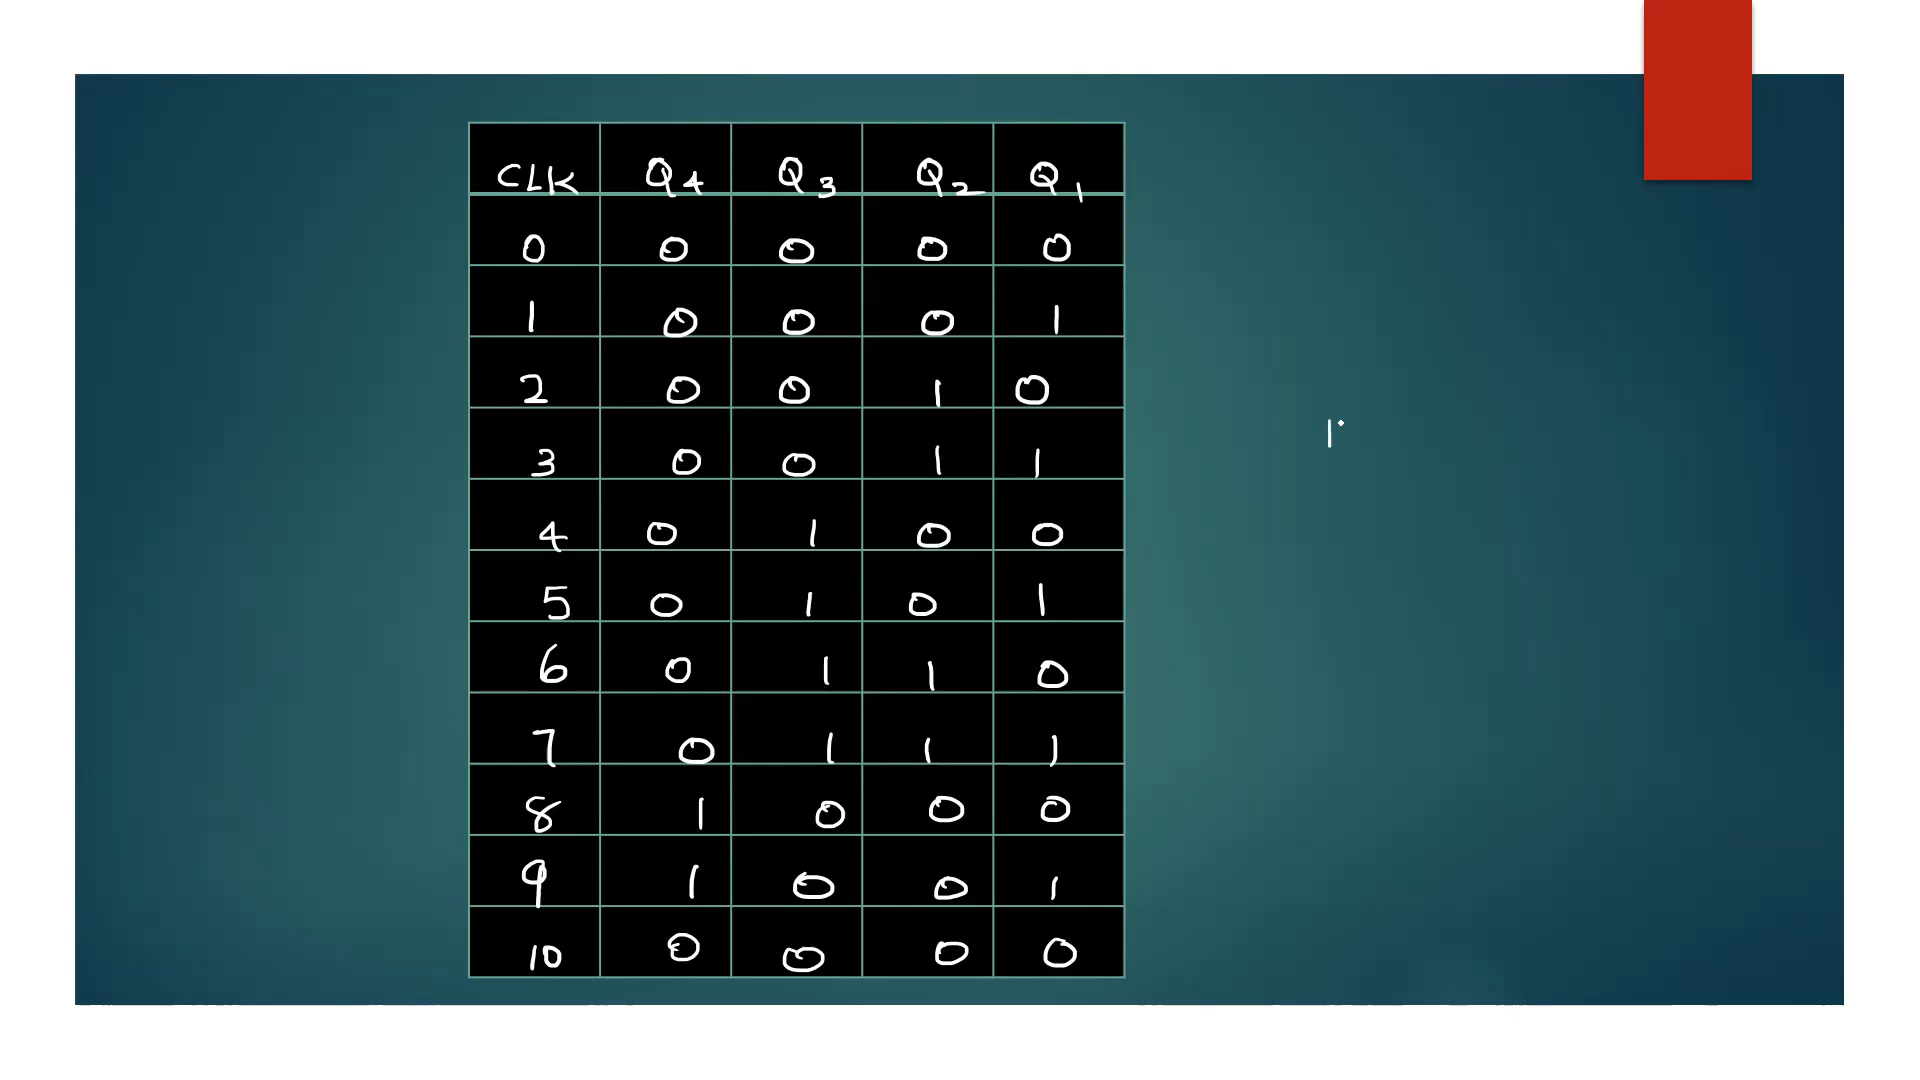 CLK Q4 Q3 Q2 Q1
0 0 0 0 0
1 0 0 0 1
2 0 0 1 0
3 0 0 1 1
4 0 1 0 0
5 0 1 0 1
6 0 1 1 0
7 0 1 1 1
8 1 0 0 0
9 1 0 0 1
10 0 0 0 0
1